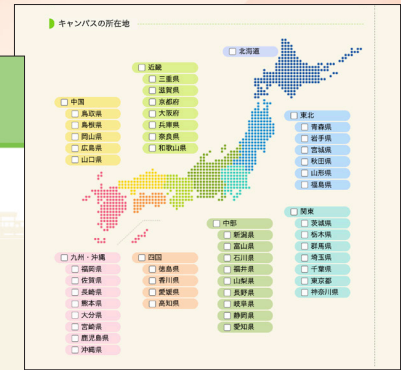 キャンパスの所在地
北海道
近畿
三重県
滋賀県
京都府
大阪府
兵庫県
奈良県
和歌山県
中国
鳥取県
島根県
岡山県
広島県
山口県
東北
青森県
岩手県
宮城県
秋田県
山形県
福島県
関東
茨城県
栃木県
群馬県
埼玉県
千葉県
東京都
神奈川県
中部
新潟県
富山県
石川県
福井県
山梨県
長野県
岐阜県
静岡県
愛知県
四国
徳島県
香川県
愛媛県
高知県
九州・沖縄
福岡県
佐賀県
長崎県
熊本県
大分県
宮崎県
鹿児島県
沖縄県